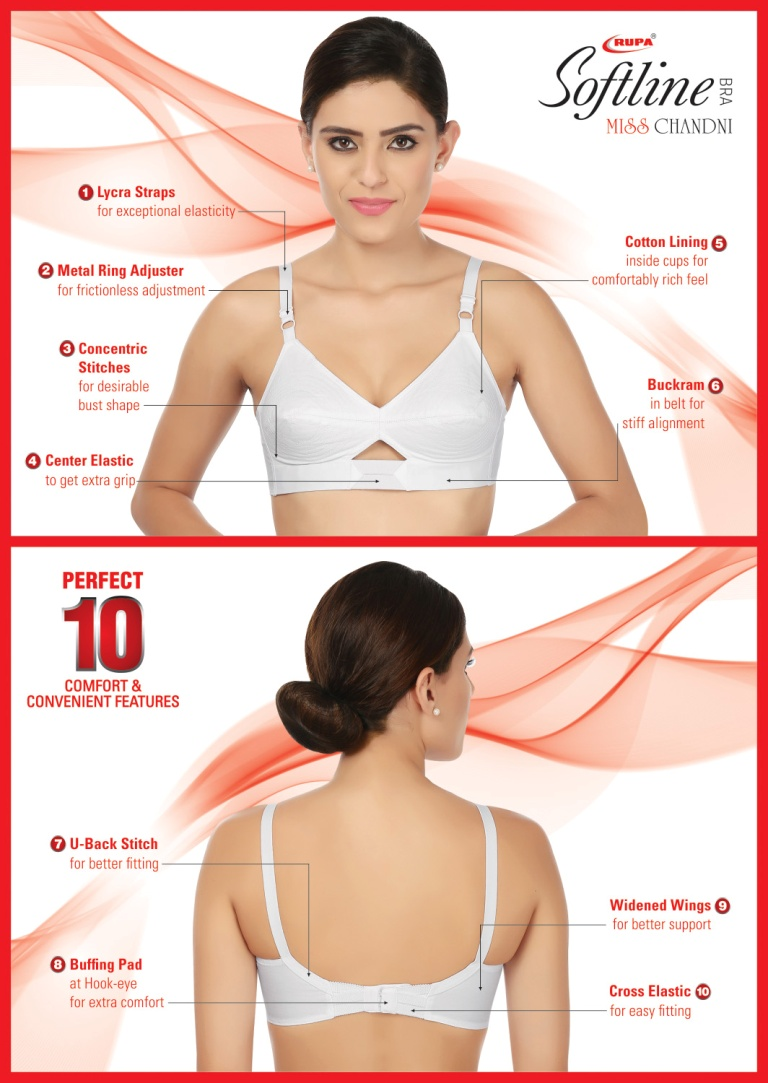 RUPA®
Softline BRA
MISS CHANDNI
1 Lycra Straps
for exceptional elasticity
2 Metal Ring Adjuster
for frictionless adjustment
3 Concentric
Stitches
for desirable
bust shape
4 Center Elastic
to get extra grip
Cotton Lining 5
inside cups for
comfortably rich feel
Buckram 6
in belt for
stiff alignment
PERFECT
10
COMFORT &
CONVENIENT FEATURES
7 U-Back Stitch
for better fitting
8 Buffing Pad
at Hook-eye
for extra comfort
Widened Wings 9
for better support
Cross Elastic 10
for easy fitting